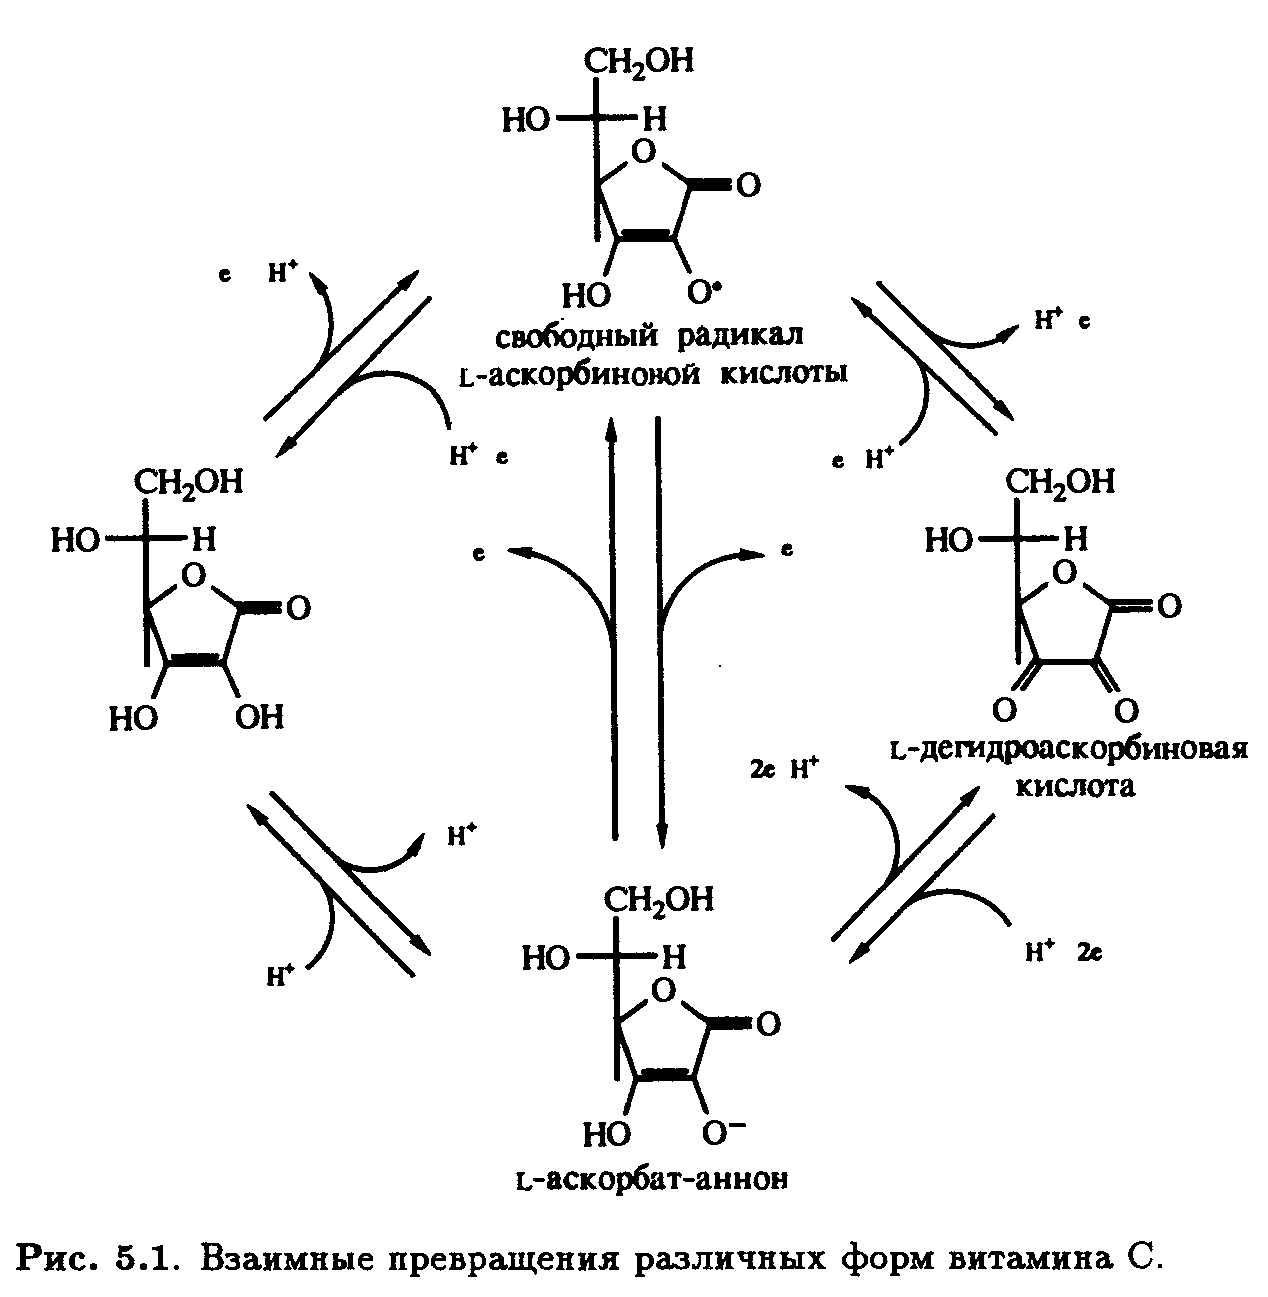 CH₂OH
HO H
O
O
HO O•
свободный радикал
L-аскорбиновой кислоты
e H⁺
H⁺ e
H⁺ e
e H⁺
CH₂OH
HO H
O
O
HO OH
CH₂OH
HO H
O
O
O O
L-дегидроаскорбиновая
кислота
e
e
2e H⁺
H⁺
H⁺
H⁺ 2e
CH₂OH
HO H
O
O
HO O−
L-аскорбат-аннон
Рис. 5.1. Взаимные превращения различных форм витамина С.